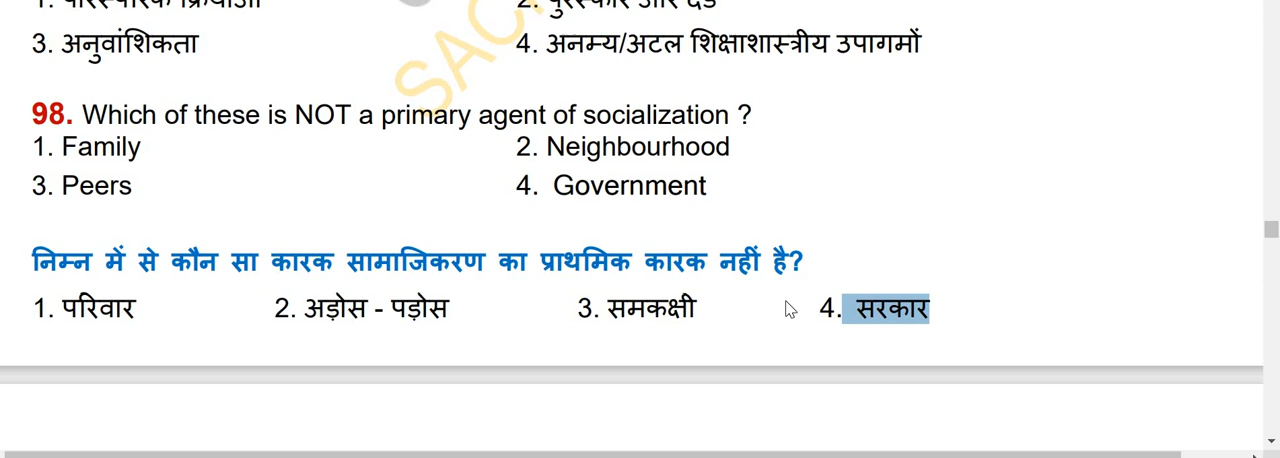 3. अनुवांशिकता 4. अनम्य/अटल शिक्षाशास्त्रीय उपागमों
98. Which of these is NOT a primary agent of socialization ?
1. Family 2. Neighbourhood
3. Peers 4. Government
निम्न में से कौन सा कारक सामाजिकरण का प्राथमिक कारक नहीं है?
1. परिवार 2. अड़ोस - पड़ोस 3. समकक्षी 4. सरकार